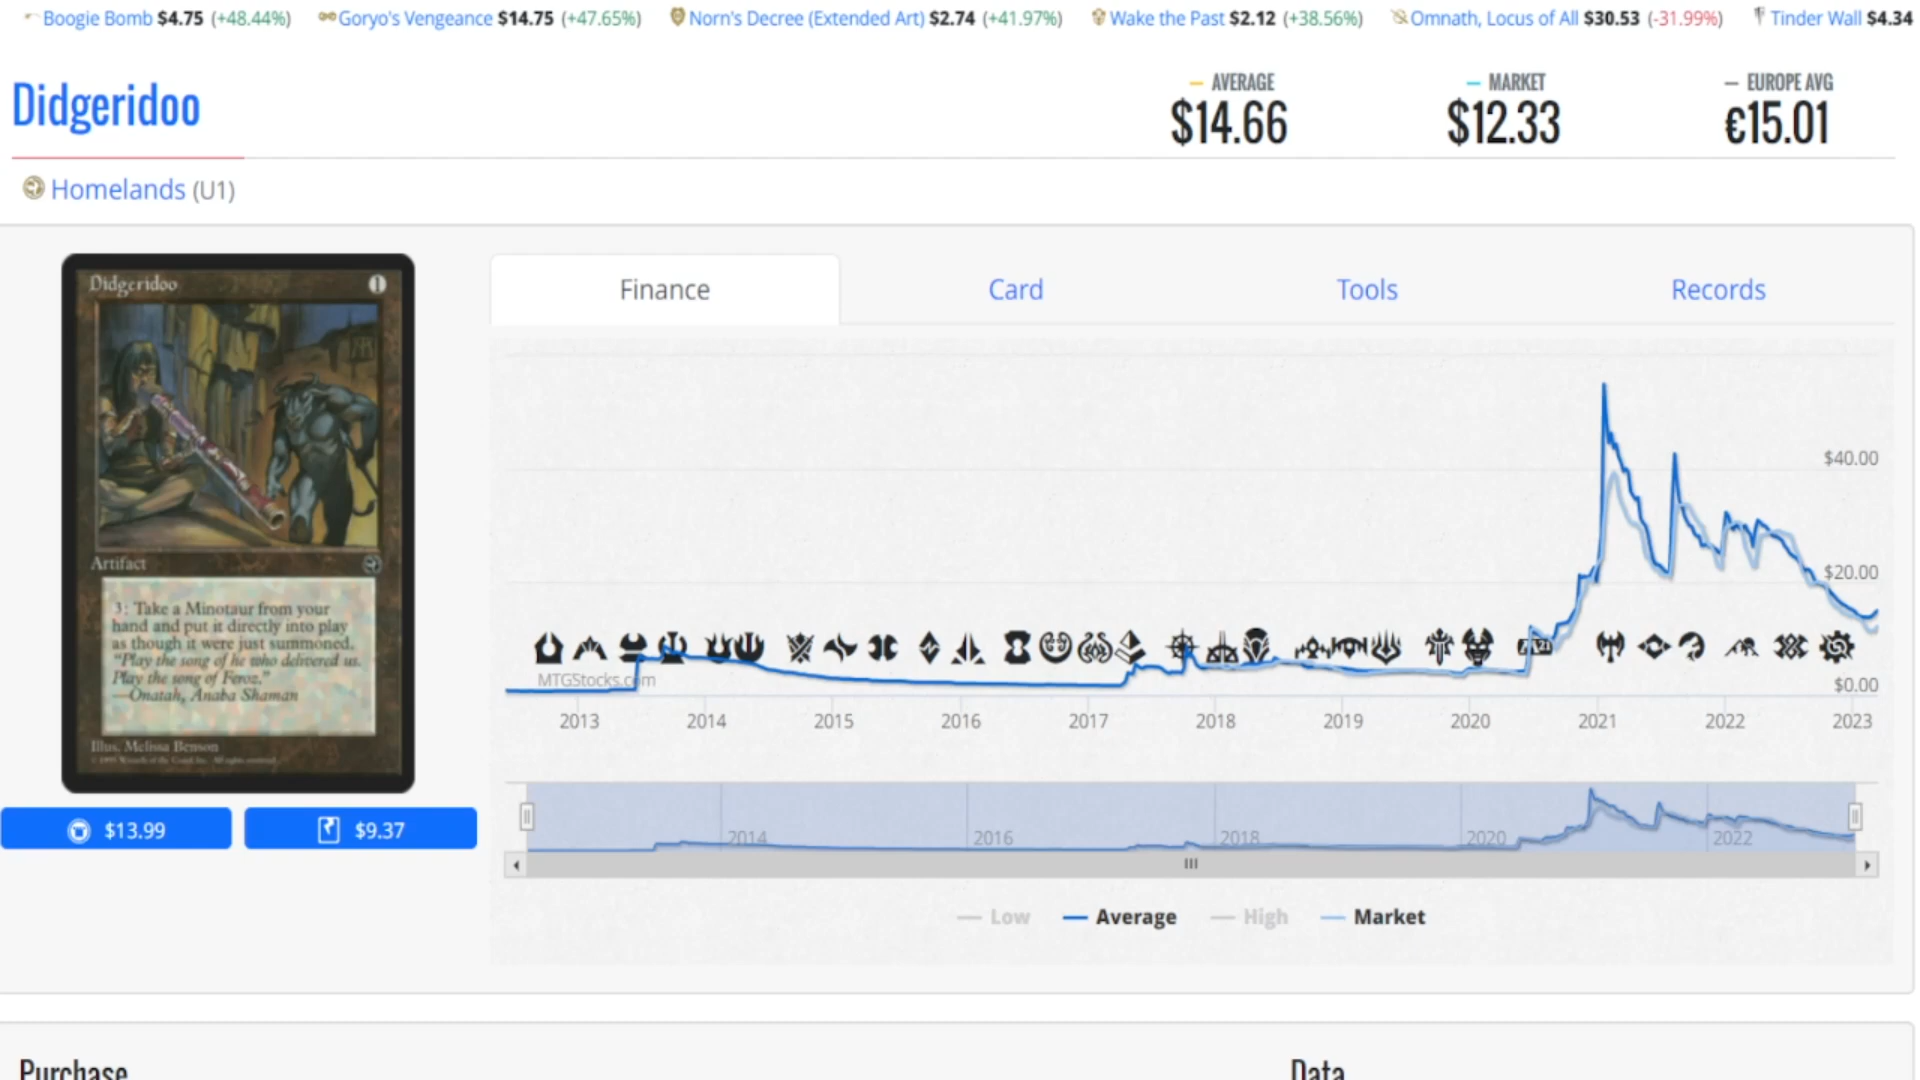 Boogie Bomb $4.75 (+48.44%) Goryo's Vengeance $14.75 (+47.65%) Norn's Decree (Extended Art) $2.74 (+41.97%) Wake the Past $2.12 (+38.56%) Omnath, Locus of All $30.53 (-31.99%) Tinder Wall $4.34
Didgeridoo
AVERAGE
$14.66
MARKET
$12.33
EUROPE AVG
€15.01
Homelands (U1)
Finance
Card
Tools
Records
Didgeridoo 1
Artifact
3: Take a Minotaur from your
hand and put it directly into play
as though it were just summoned.
"Play the song of he who delivered us.
Play the song of Feroz."
—Onatah, Anaba Shaman
Illus. Melissa Benson
$13.99
$9.37
$40.00
$20.00
$0.00
MTGStocks.com
2013 2014 2015 2016 2017 2018 2019 2020 2021 2022 2023
2014 2016 2018 2020 2022
Low Average High Market
Purchase
Data